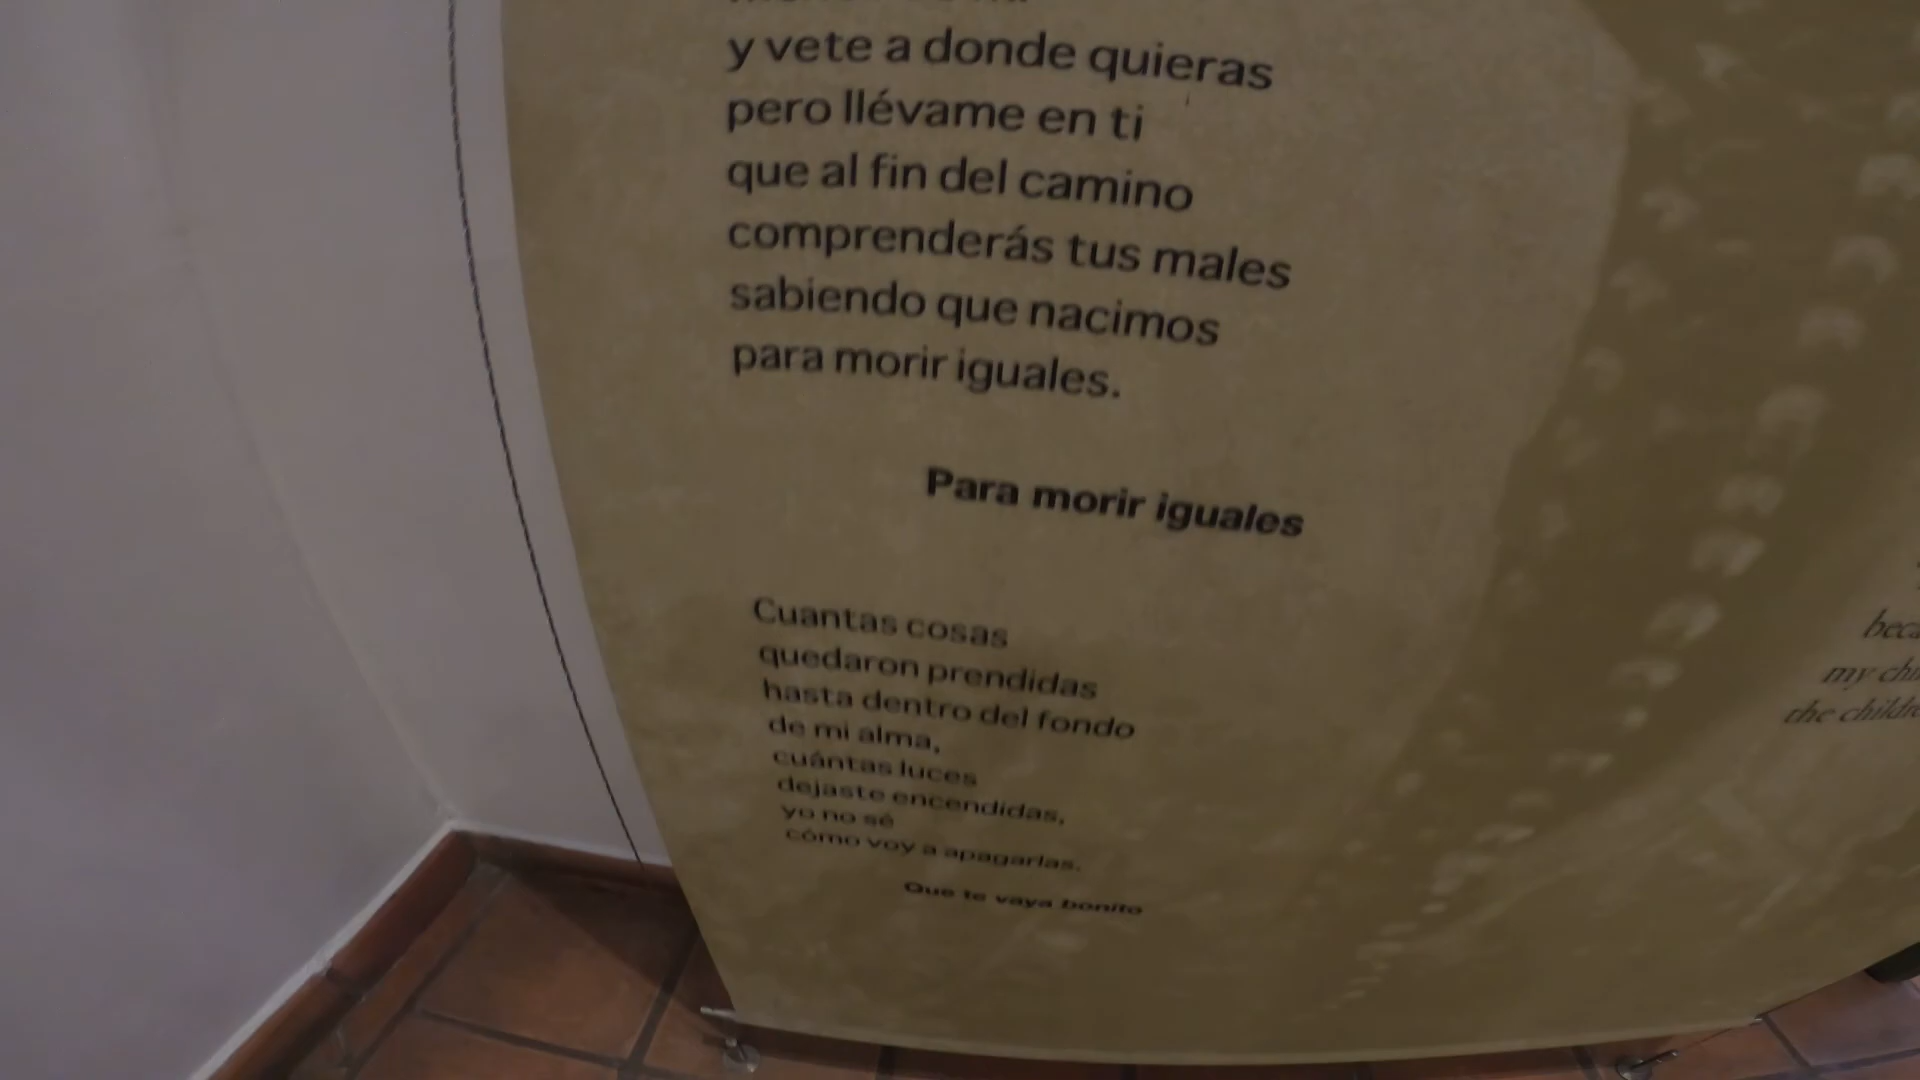 y vete a donde quieras
pero llévame en ti
que al fin del camino
comprenderás tus males
sabiendo que nacimos
para morir iguales.
Para morir iguales
Cuantas cosas
quedaron prendidas
hasta dentro del fondo
de mi alma,
cuántas luces
dejaste encendidas,
yo no sé
cómo voy a apagarlas.
Que te vaya bonito
my
the